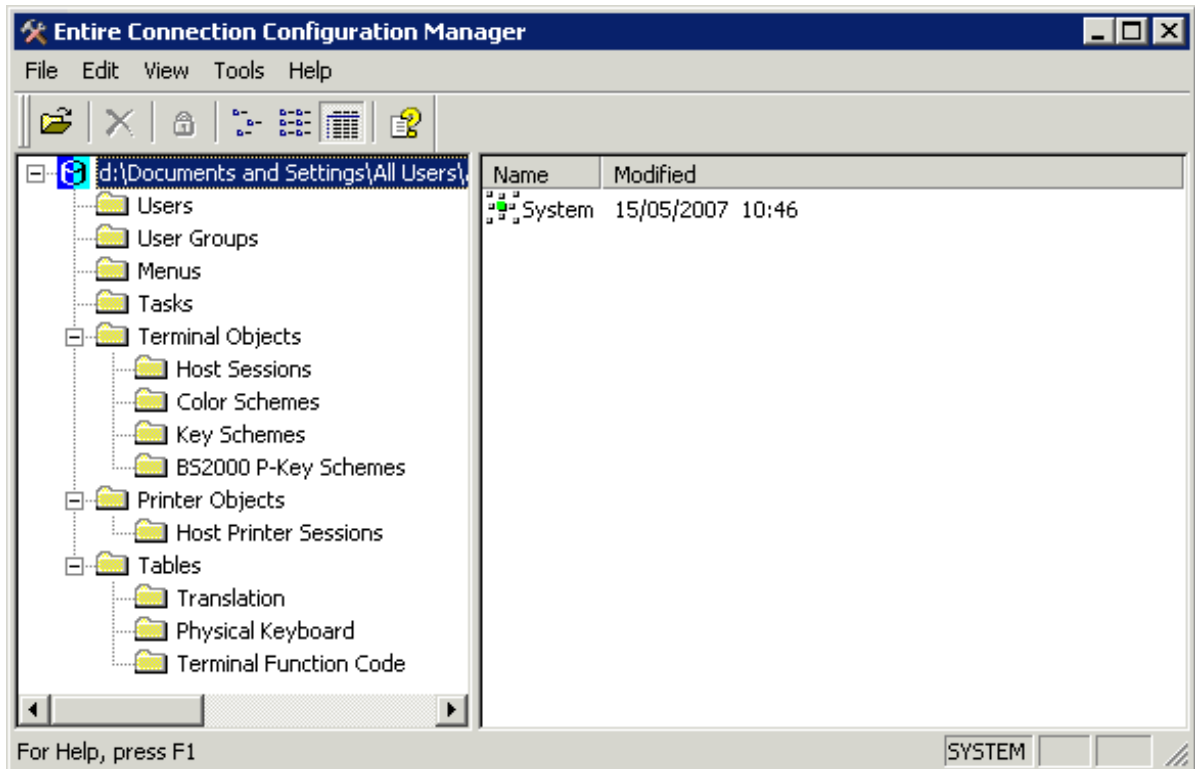 Entire Connection Configuration Manager
File Edit View Tools Help
d:\Documents and Settings\All Users\
Users
User Groups
Menus
Tasks
Terminal Objects
Host Sessions
Color Schemes
Key Schemes
BS2000 P-Key Schemes
Printer Objects
Host Printer Sessions
Tables
Translation
Physical Keyboard
Terminal Function Code
Name Modified
System 15/05/2007 10:46
For Help, press F1
SYSTEM